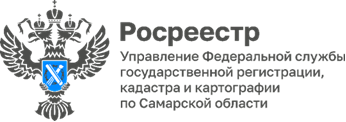 Росреестр
Управление Федеральной службы
государственной регистрации,
кадастра и картографии
по Самарской области